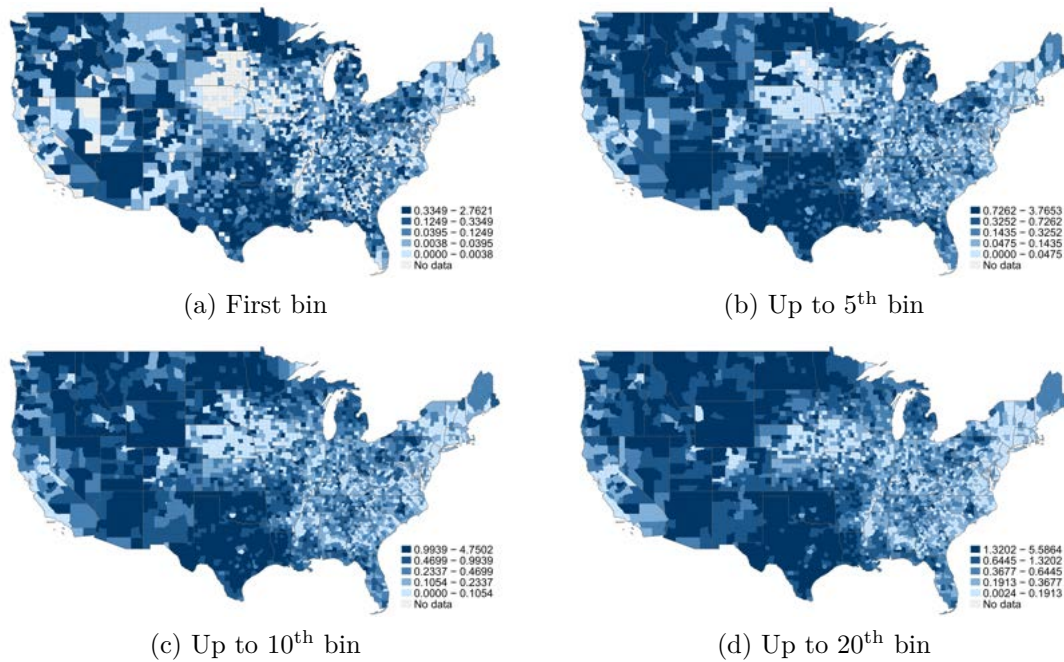 0.3349 – 2.7621
0.1249 – 0.3349
0.0395 – 0.1249
0.0038 – 0.0395
0.0000 – 0.0038
No data
(a) First bin
0.7262 – 3.7653
0.3252 – 0.7262
0.1435 – 0.3252
0.0475 – 0.1435
0.0000 – 0.0475
No data
(b) Up to 5th bin
0.9939 – 4.7502
0.4699 – 0.9939
0.2337 – 0.4699
0.1054 – 0.2337
0.0000 – 0.1054
No data
(c) Up to 10th bin
1.3202 – 5.5864
0.6445 – 1.3202
0.3677 – 0.6445
0.1913 – 0.3677
0.0024 – 0.1913
No data
(d) Up to 20th bin